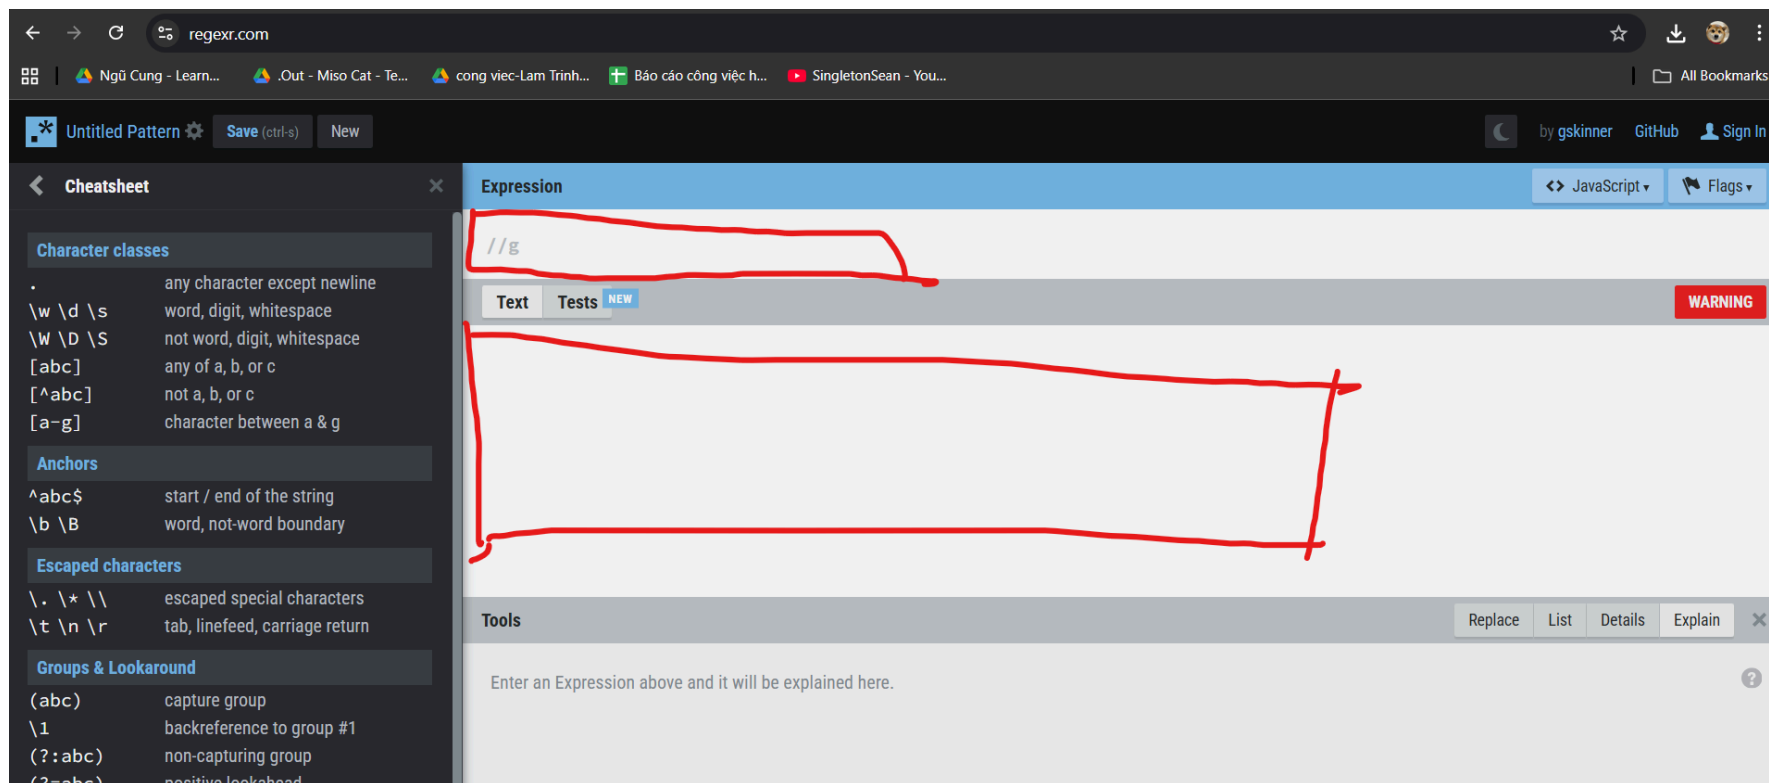 regexr.com
Ngũ Cung - Learn... .Out - Miso Cat - Te... cong viec-Lam Trinh... Báo cáo công việc h... SingletonSean - You... All Bookmarks
.* Untitled Pattern Save (ctrl-s) New by gskinner GitHub Sign In
Cheatsheet
Expression <> JavaScript Flags
Character classes
. any character except newline
\w \d \s word, digit, whitespace
\W \D \S not word, digit, whitespace
[abc] any of a, b, or c
[^abc] not a, b, or c
[a-g] character between a & g
Anchors
^abc$ start / end of the string
\b \B word, not-word boundary
Escaped characters
\. \* \\ escaped special characters
\t \n \r tab, linefeed, carriage return
Groups & Lookaround
(abc) capture group
\1 backreference to group #1
(?:abc) non-capturing group
(?=abc) positive lookahead
//g
Text Tests NEW WARNING
Tools Replace List Details Explain
Enter an Expression above and it will be explained here. ?